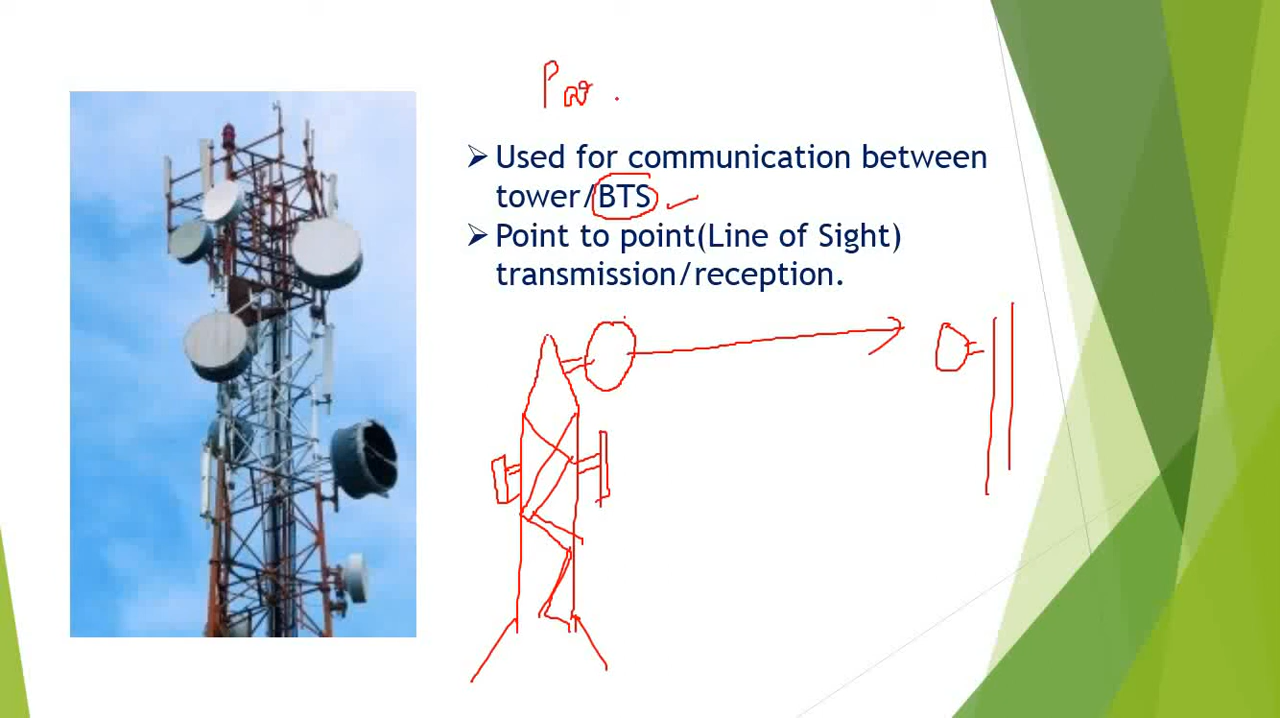 Used for communication between
tower/BTS
Point to point(Line of Sight)
transmission/reception.